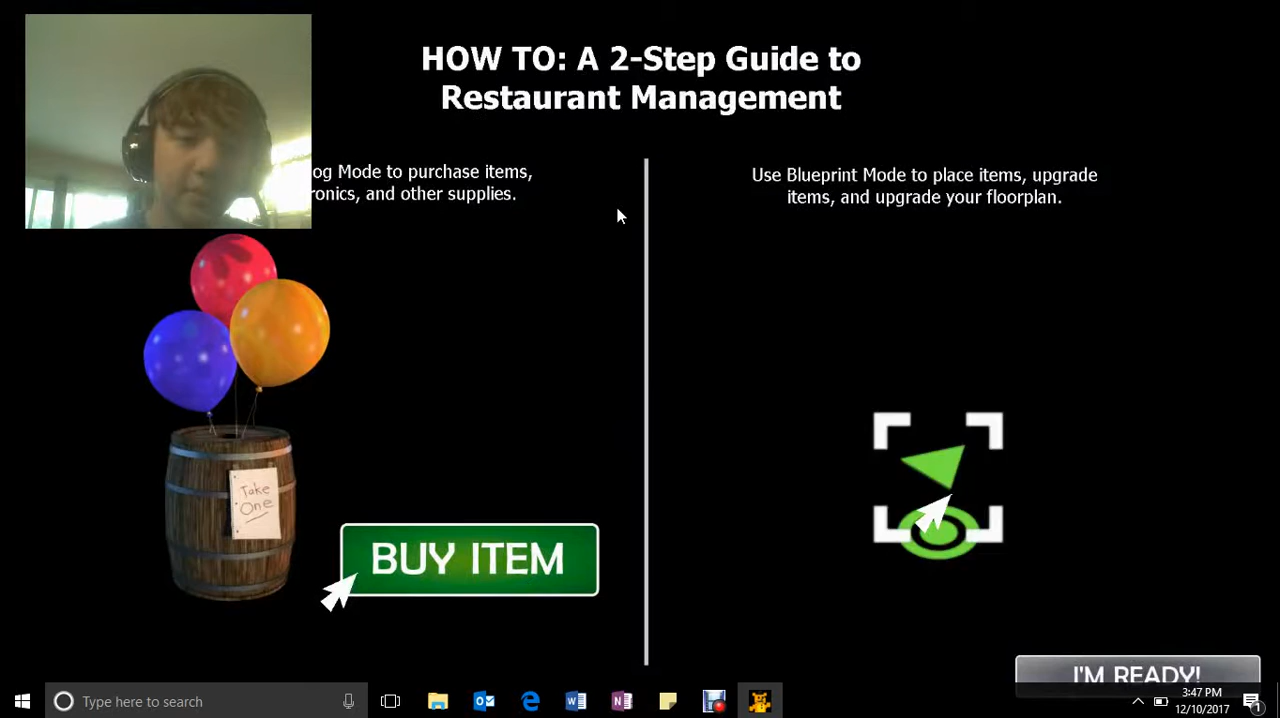 HOW TO: A 2-Step Guide to
Restaurant Management
og Mode to purchase items,
ronics, and other supplies.
Use Blueprint Mode to place items, upgrade
items, and upgrade your floorplan.
Take
One
BUY ITEM
I'M READY!
Type here to search
3:47 PM
12/10/2017
1